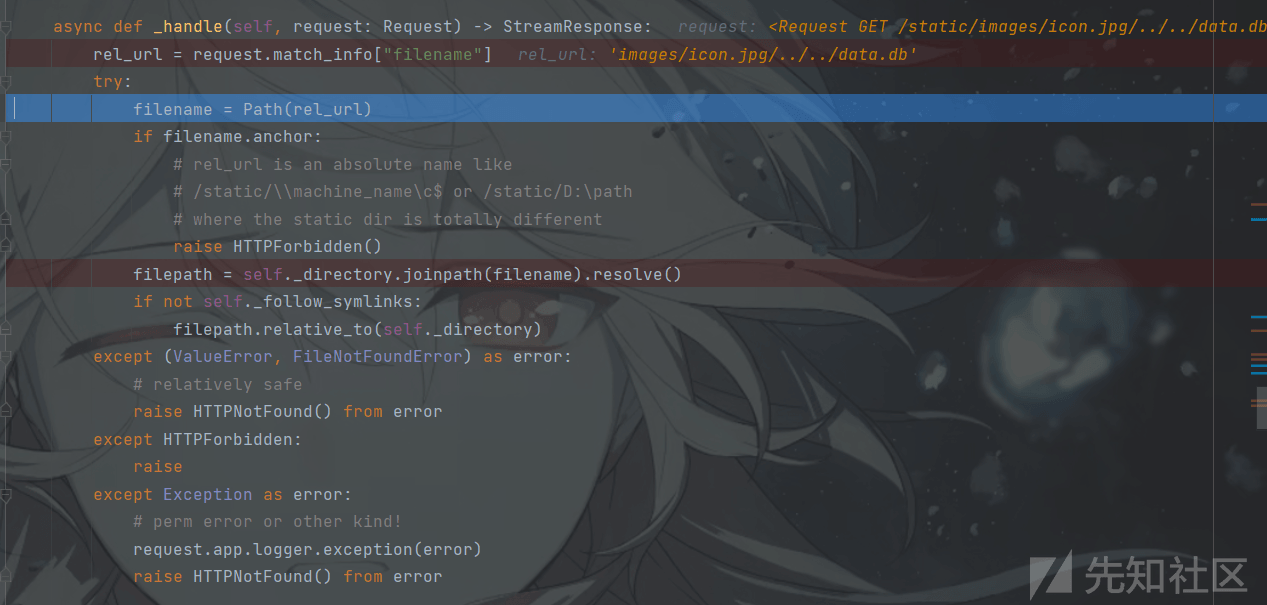 async def _handle(self, request: Request) -> StreamResponse:   request: <Request GET /static/images/icon.jpg/../../data.db
    rel_url = request.match_info["filename"]   rel_url: 'images/icon.jpg/../../data.db'
    try:
        filename = Path(rel_url)
        if filename.anchor:
            # rel_url is an absolute name like
            # /static/\\machine_name\c$ or /static/D:\path
            # where the static dir is totally different
            raise HTTPForbidden()
        filepath = self._directory.joinpath(filename).resolve()
        if not self._follow_symlinks:
            filepath.relative_to(self._directory)
    except (ValueError, FileNotFoundError) as error:
        # relatively safe
        raise HTTPNotFound() from error
    except HTTPForbidden:
        raise
    except Exception as error:
        # perm error or other kind!
        request.app.logger.exception(error)
        raise HTTPNotFound() from error
先知社区